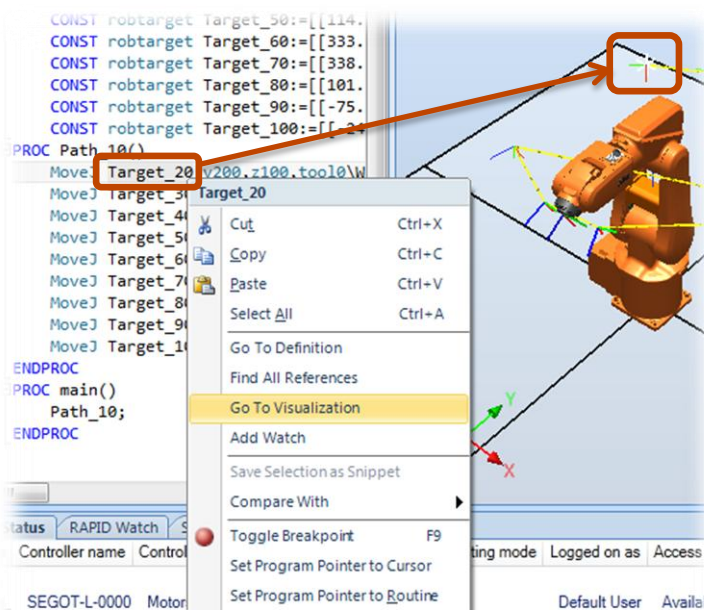 CONST robtarget Target_50:=[[114.
CONST robtarget Target_60:=[[333.
CONST robtarget Target_70:=[[338.
CONST robtarget Target_80:=[[101.
CONST robtarget Target_90:=[[-75.
CONST robtarget Target_100:=[[-24
PROC Path_10()
MoveJ Target_20,v200,z100,tool0\W
MoveJ Target_3
MoveJ Target_4
MoveJ Target_5
MoveJ Target_6
MoveJ Target_7
MoveJ Target_8
MoveJ Target_9
MoveJ Target_1
ENDPROC
PROC main()
Path_10;
ENDPROC
Target_20
Cut Ctrl+X
Copy Ctrl+C
Paste Ctrl+V
Select All Ctrl+A
Go To Definition
Find All References
Go To Visualization
Add Watch
Save Selection as Snippet
Compare With
Toggle Breakpoint F9
Set Program Pointer to Cursor
Set Program Pointer to Routine
Y
X
tatus RAPID Watch S
Controller name Control ting mode Logged on as Access
SEGOT-L-0000 Motor Default User Availa